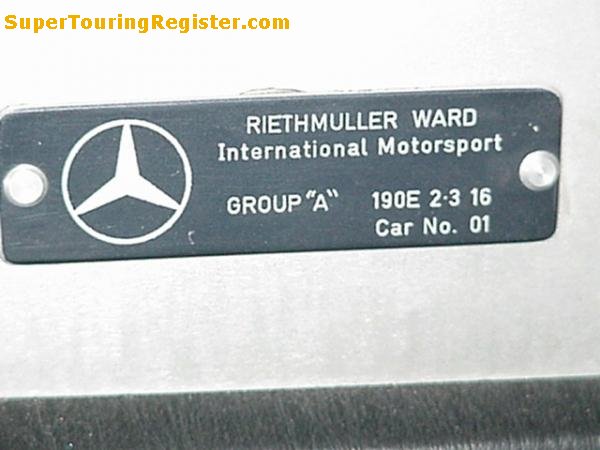 SuperTouringRegister.com
RIETHMULLER WARD
International Motorsport
GROUP "A" 190E 2·3 16
Car No. 01